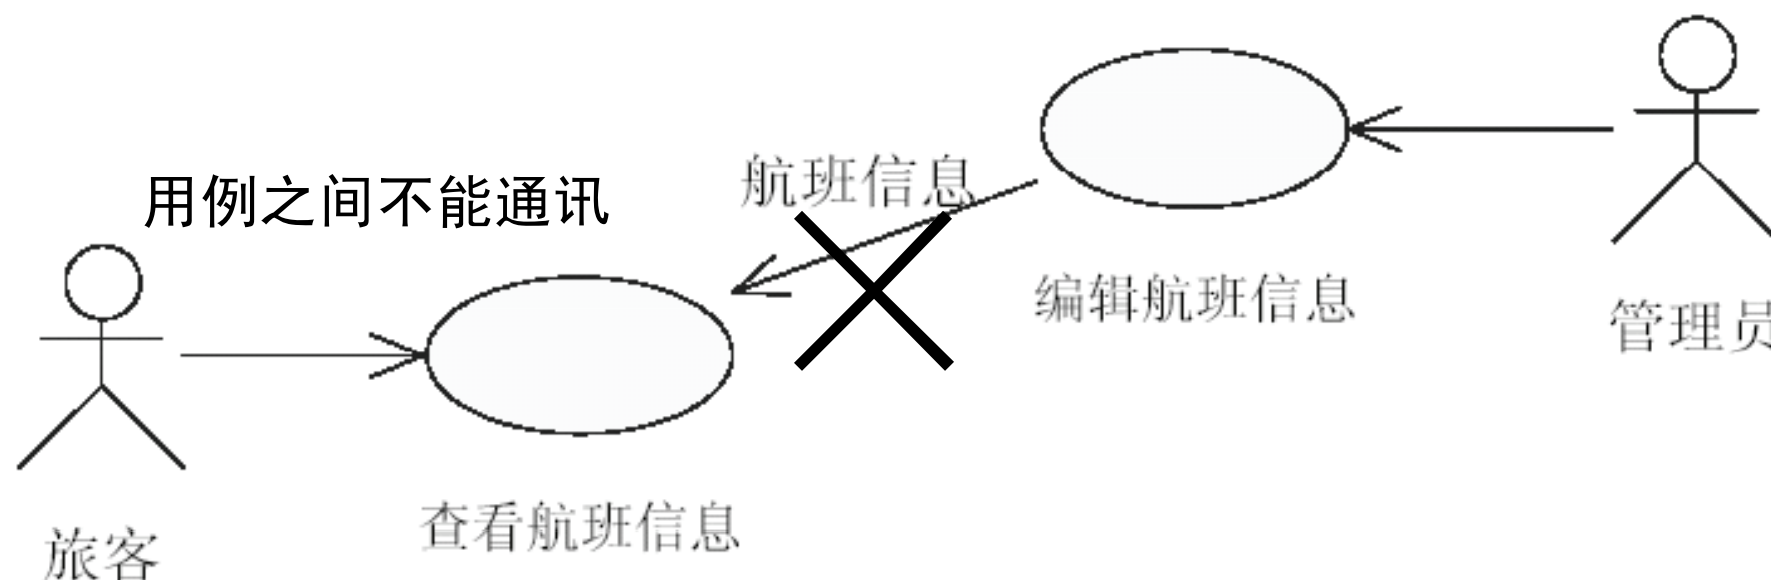 用例之间不能通讯
航班信息
编辑航班信息
管理员
查看航班信息
旅客